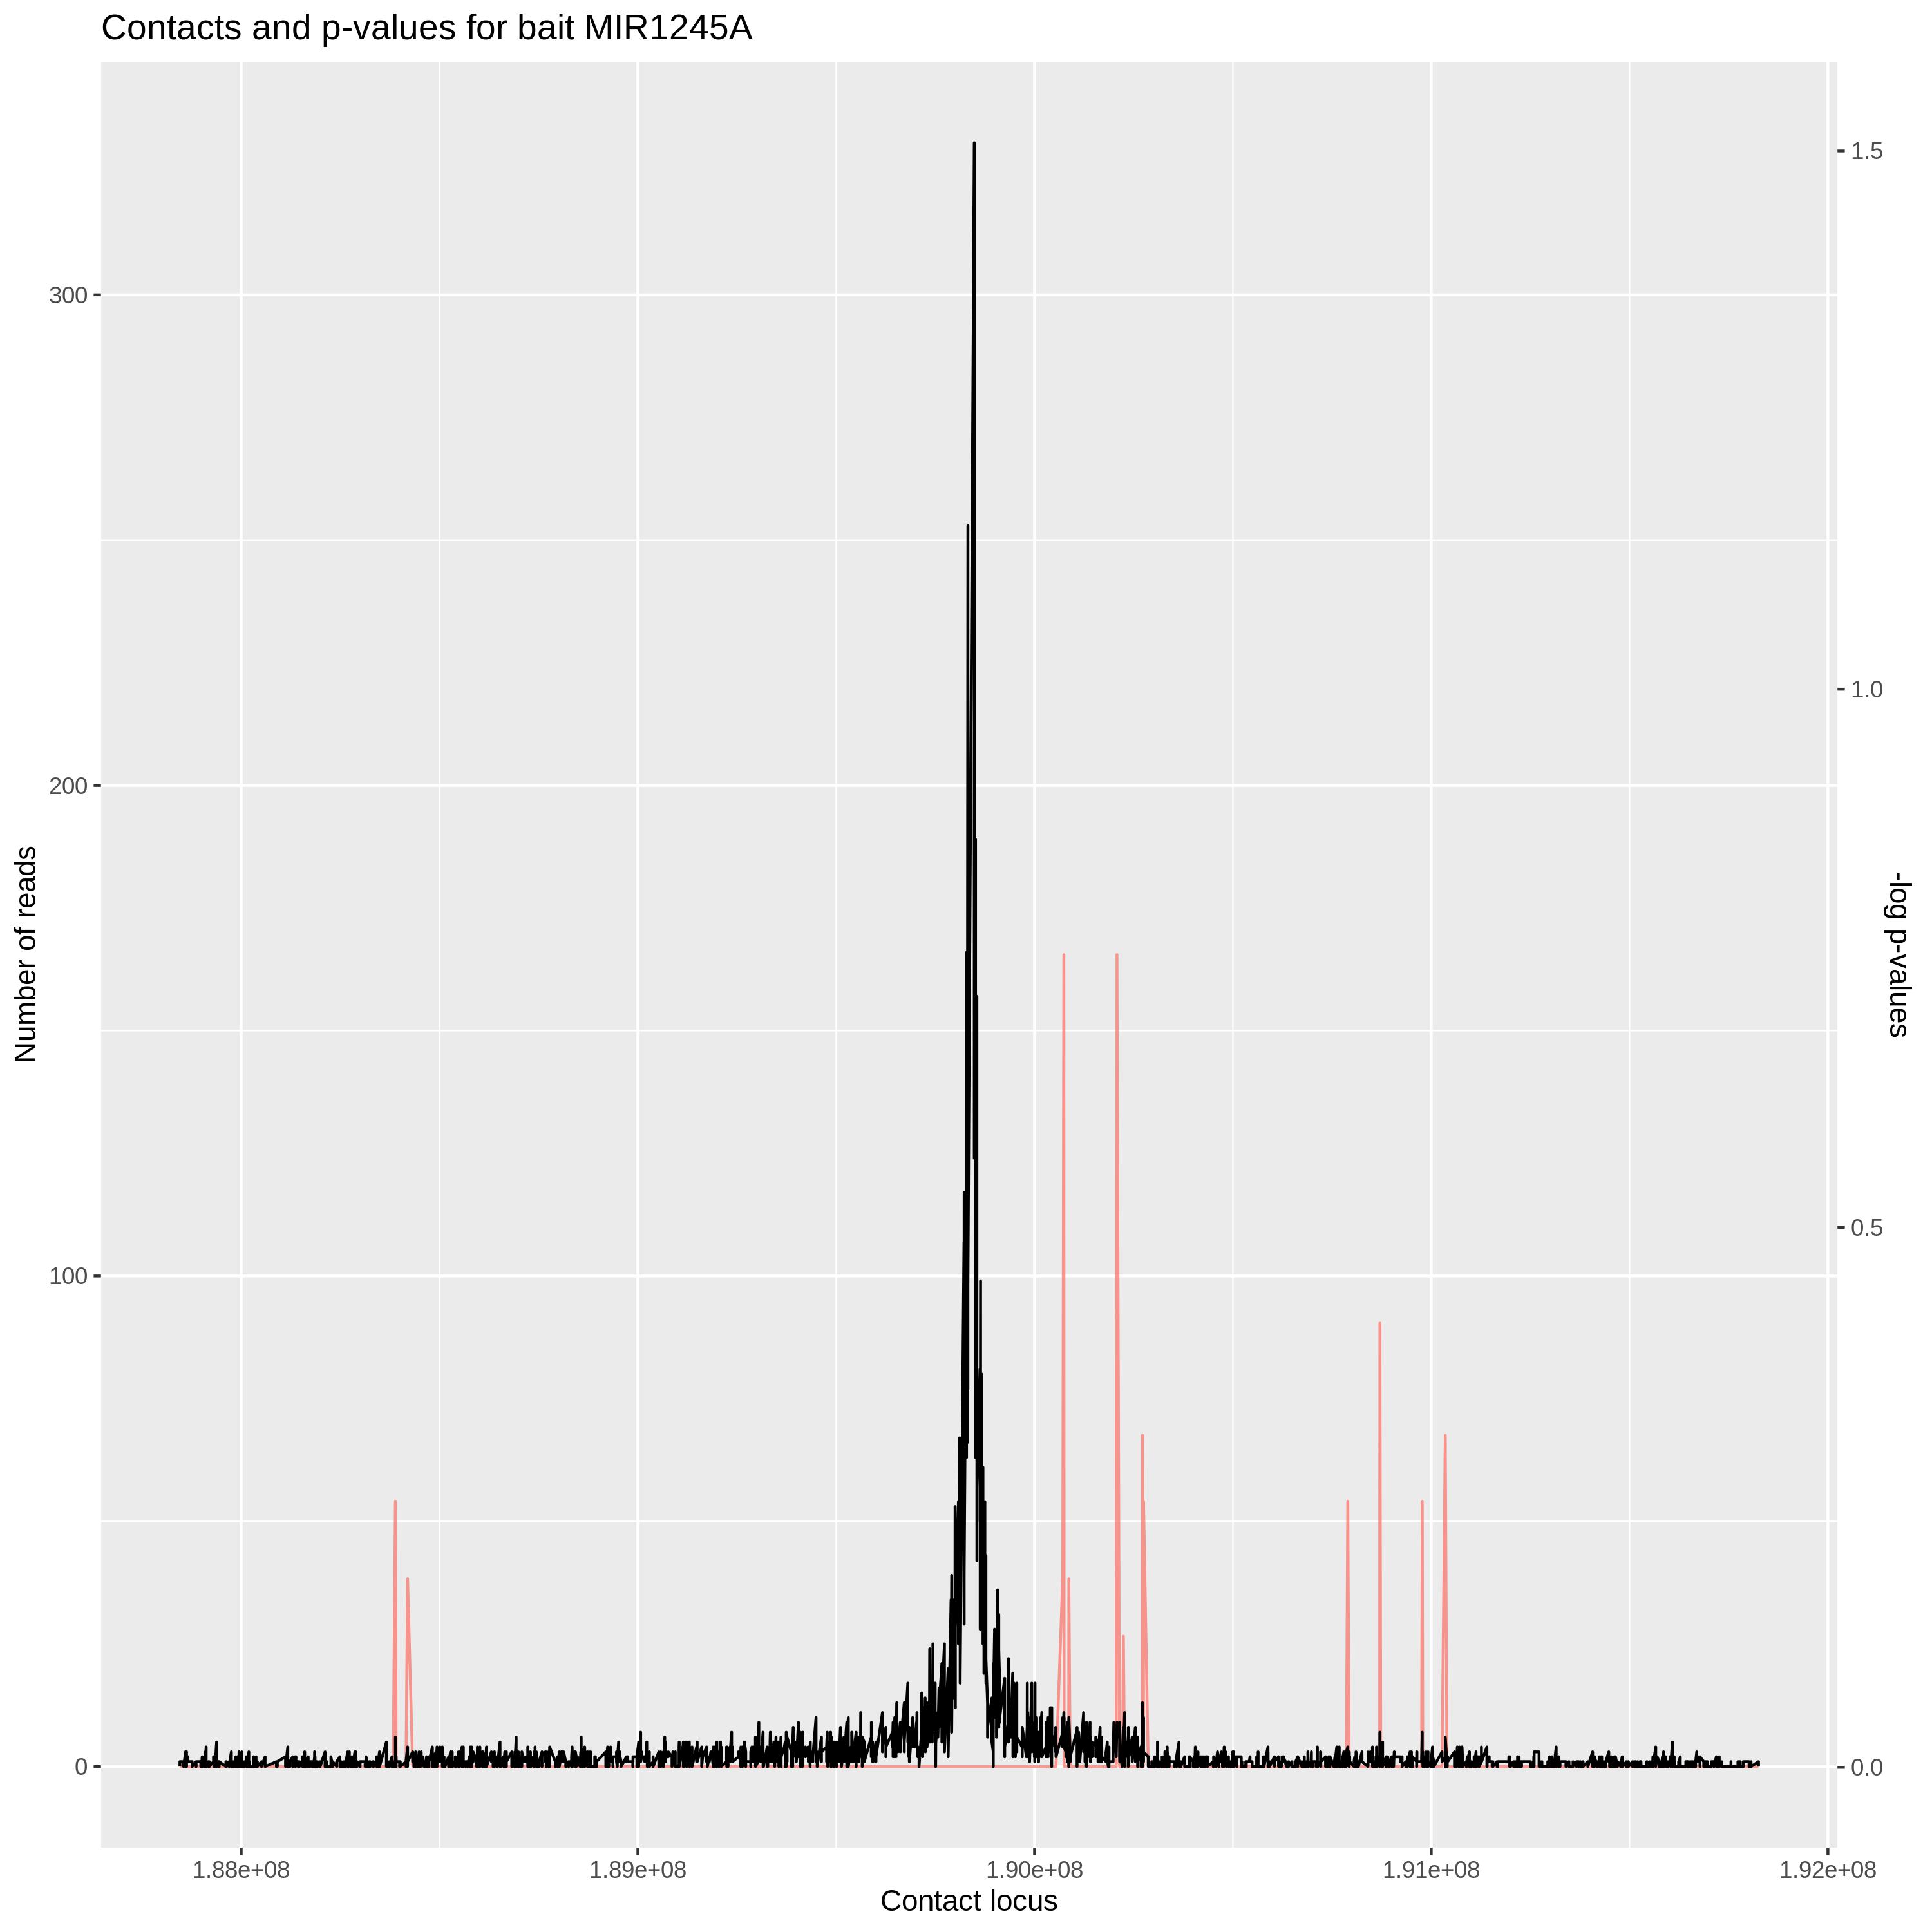 Contacts and p-values for bait MIR1245A
300
200
100
0
Number of reads
1.5
1.0
0.5
0.0
-log p-values
1.88e+08 1.89e+08 1.90e+08 1.91e+08 1.92e+08
Contact locus